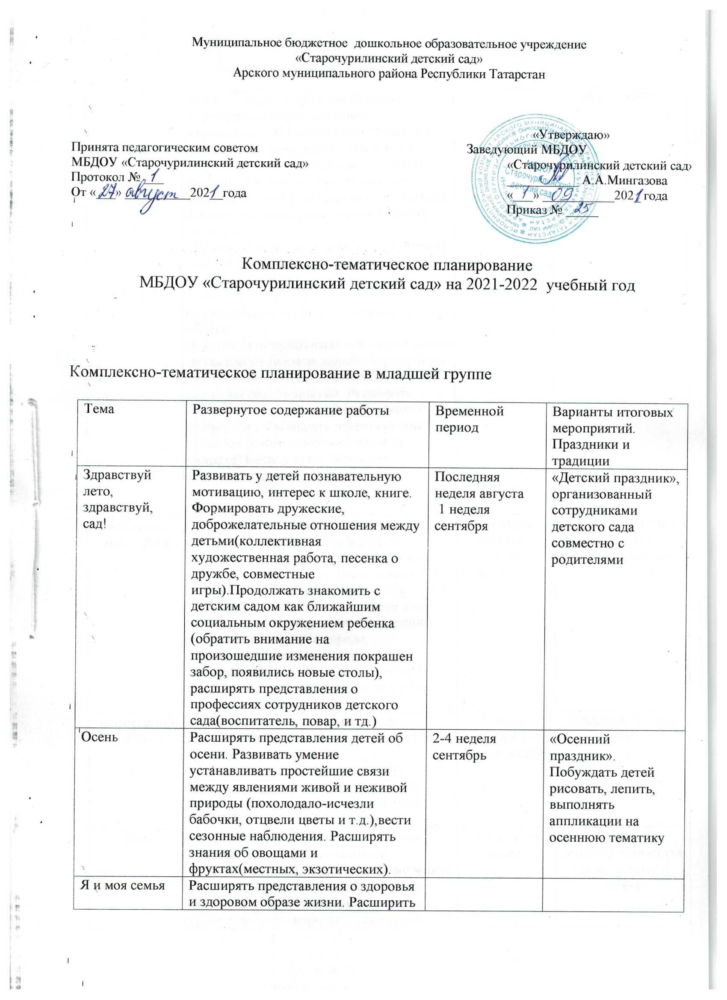 Муниципальное бюджетное дошкольное образовательное учреждение
«Старочурилинский детский сад»
Арского муниципального района Республики Татарстан
Принята педагогическим советом
МБДОУ «Старочурилинский детский сад»
Протокол № 1
От «27» август 2021 года
«Утверждаю»
Заведующий МБДОУ
«Старочурилинский детский сад»
А.А.Мингазова
«1» 09 2021 года
Приказ № 25
МБДОУ
"Старочурилинский
детский сад"
Комплексно-тематическое планирование
МБДОУ «Старочурилинский детский сад» на 2021-2022 учебный год
Комплексно-тематическое планирование в младшей группе
Тема
Развернутое содержание работы
Временной
период
Варианты итоговых
мероприятий.
Праздники и
традиции
Здравствуй
лето,
здравствуй,
сад!
Развивать у детей познавательную
мотивацию, интерес к школе, книге.
Формировать дружеские,
доброжелательные отношения между
детьми(коллективная
художественная работа, песенка о
дружбе, совместные
игры).Продолжать знакомить с
детским садом как ближайшим
социальным окружением ребенка
(обратить внимание на
произошедшие изменения покрашен
забор, появились новые столы),
расширять представления о
профессиях сотрудников детского
сада(воспитатель, повар, и тд.)
Последняя
неделя августа
1 неделя
сентября
«Детский праздник»,
организованный
сотрудниками
детского сада
совместно с
родителями
Осень
Расширять представления детей об
осени. Развивать умение
устанавливать простейшие связи
между явлениями живой и неживой
природы (похолодало-исчезли
бабочки, отцвели цветы и т.д.),вести
сезонные наблюдения. Расширять
знания об овощами и
фруктах(местных, экзотических).
2-4 неделя
сентябрь
«Осенний
праздник».
Побуждать детей
рисовать, лепить,
выполнять
аппликации на
осеннюю тематику
Я и моя семья
Расширять представления о здоровья
и здоровом образе жизни. Расширить